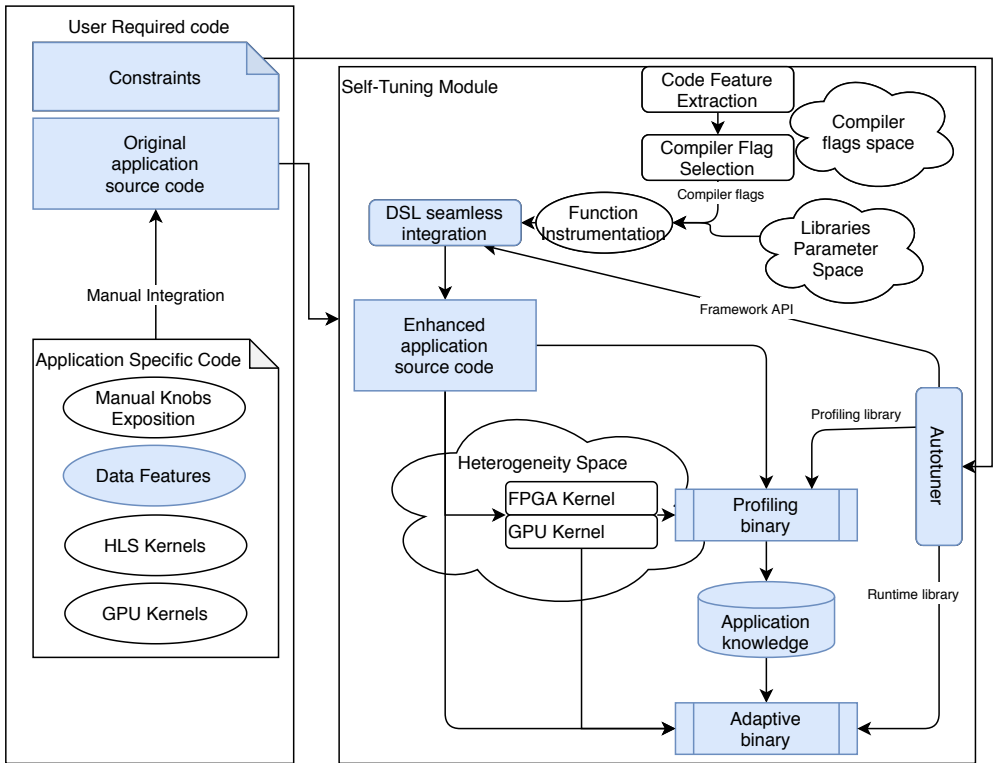 User Required code
Constraints
Original
application
source code
Manual Integration
Application Specific Code
Manual Knobs
Exposition
Data Features
HLS Kernels
GPU Kernels
Self-Tuning Module
Code Feature
Extraction
Compiler
flags space
Compiler Flag
Selection
Compiler flags
DSL seamless
integration
Function
Instrumentation
Libraries
Parameter
Space
Framework API
Enhanced
application
source code
Profiling library
Autotuner
Heterogeneity Space
FPGA Kernel
GPU Kernel
Profiling
binary
Runtime library
Application
knowledge
Adaptive
binary